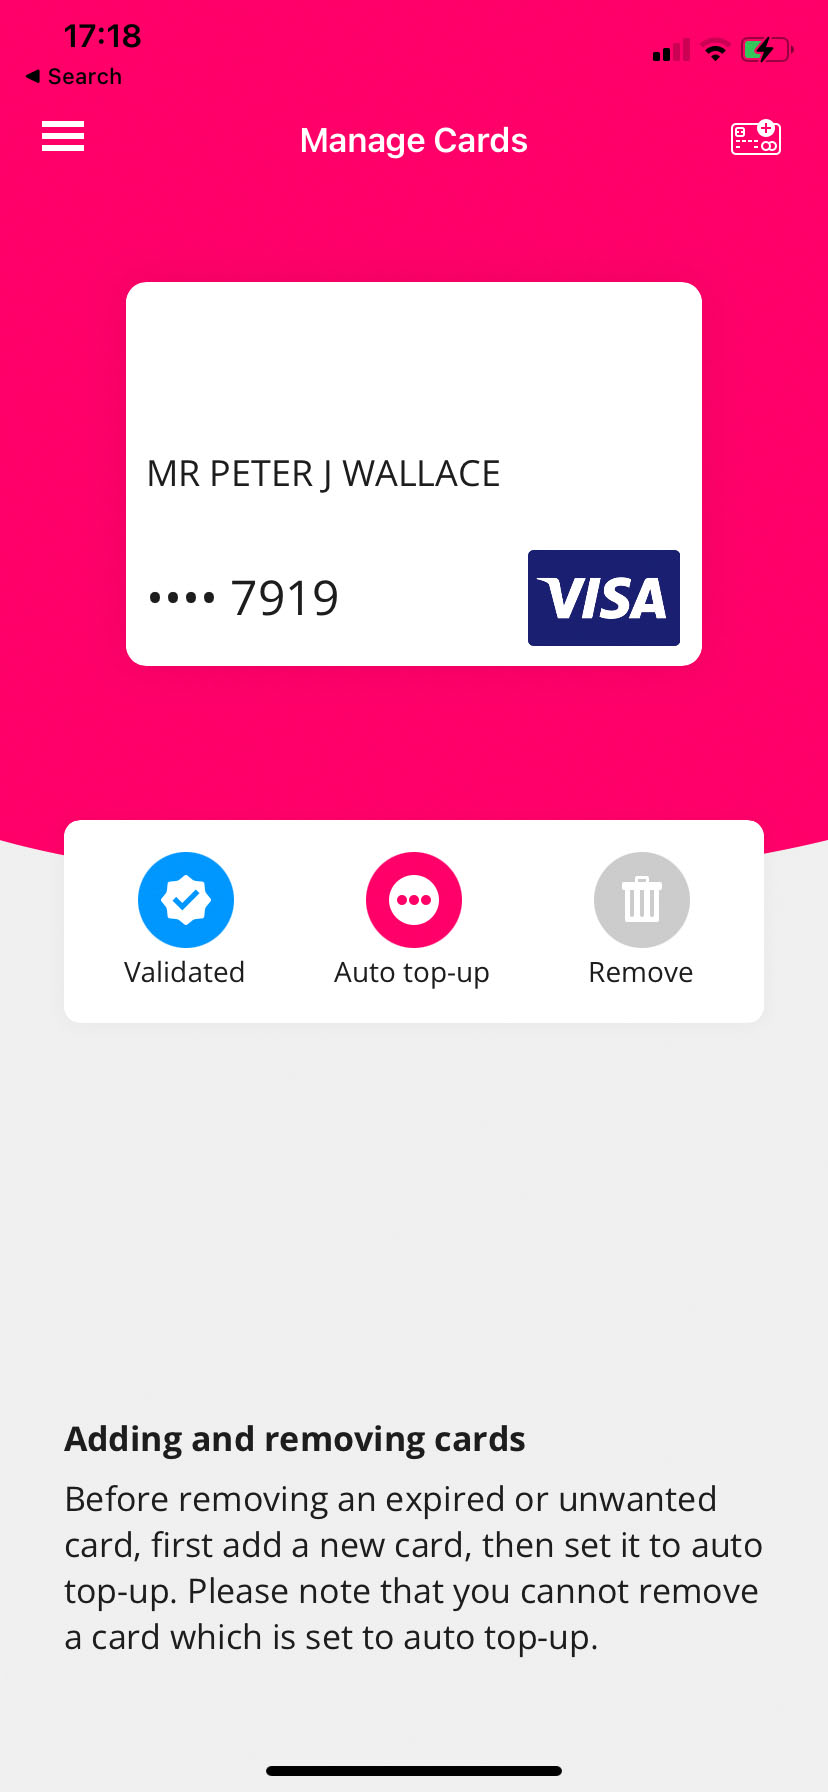 17:18
◀ Search
Manage Cards
MR PETER J WALLACE
•••• 7919
VISA
Validated
Auto top-up
Remove
Adding and removing cards
Before removing an expired or unwanted
card, first add a new card, then set it to auto
top-up. Please note that you cannot remove
a card which is set to auto top-up.